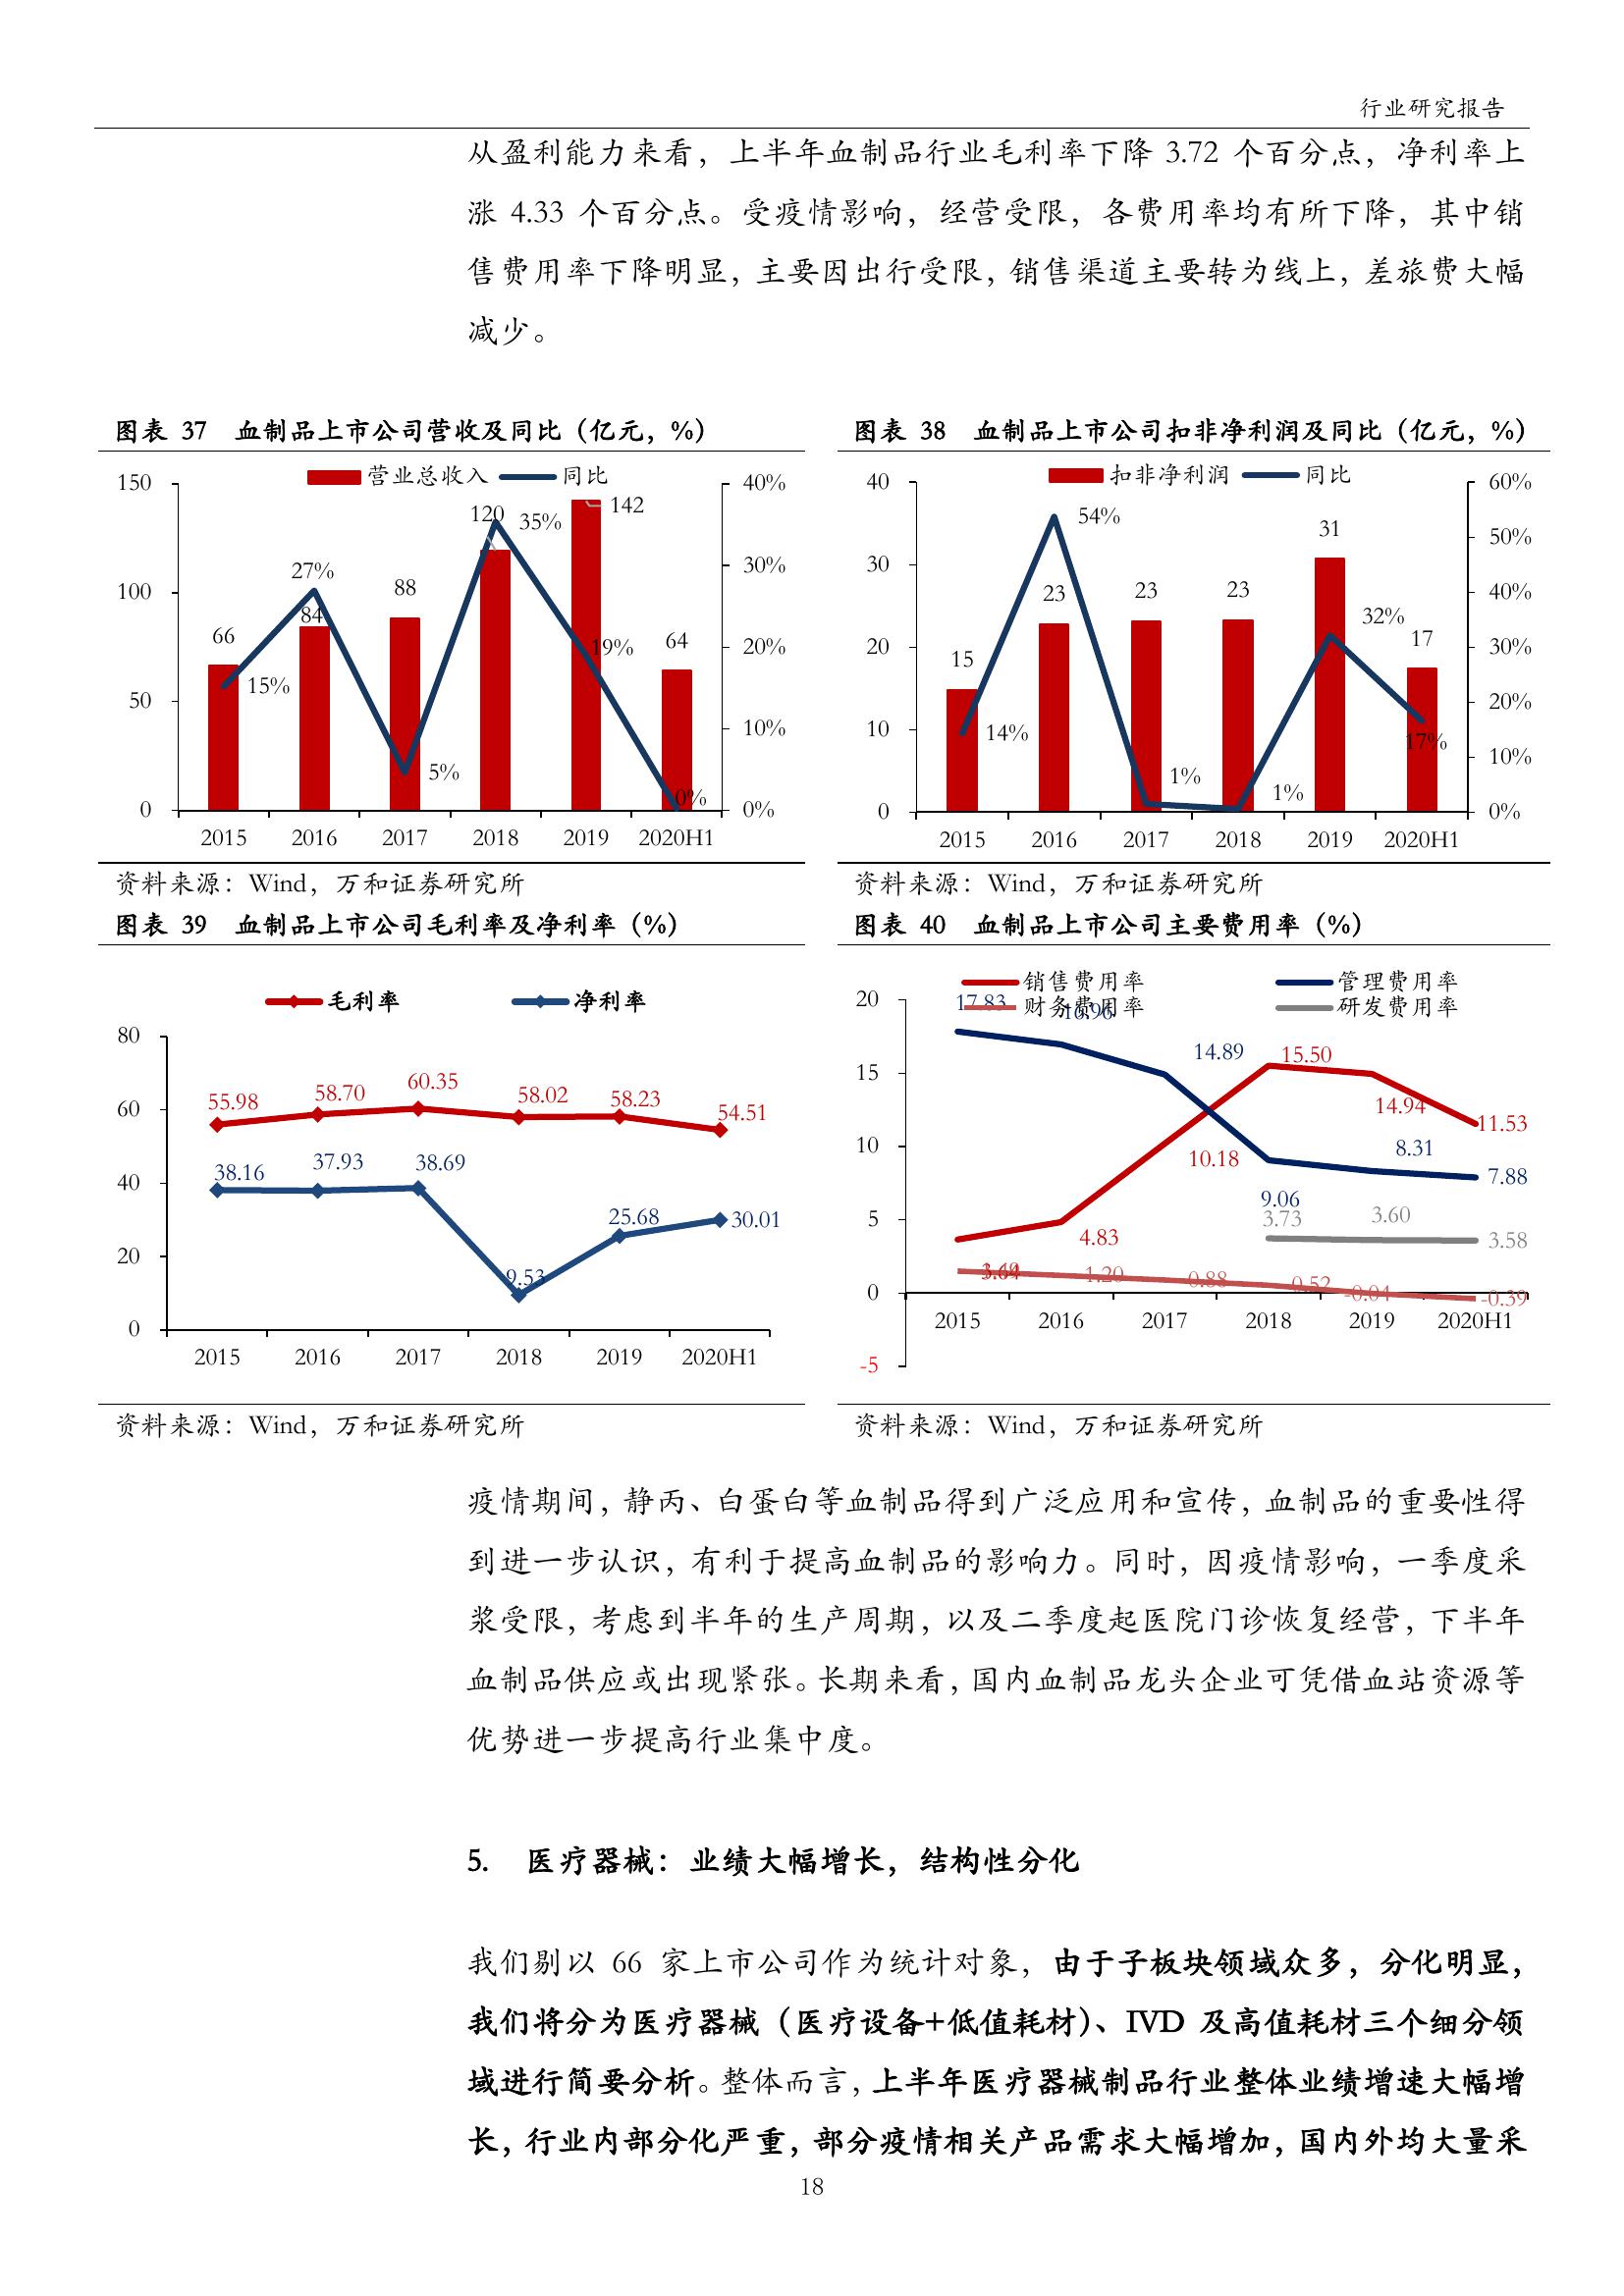 行业研究报告
从盈利能力来看，上半年血制品行业毛利率下降 3.72 个百分点，净利率上
涨 4.33 个百分点。受疫情影响，经营受限，各费用率均有所下降，其中销
售费用率下降明显，主要因出行受限，销售渠道主要转为线上，差旅费大幅
减少。
图表 37 血制品上市公司营收及同比（亿元，%）
营业总收入 同比
150 40%
120 35% 142
30%
27%
100 88
84
66 19% 64 20%
15%
50
10%
5%
0 0% 0%
2015 2016 2017 2018 2019 2020H1
资料来源：Wind，万和证券研究所
图表 38 血制品上市公司扣非净利润及同比（亿元，%）
扣非净利润 同比
40 60%
54%
31 50%
30
23 23 23 40%
32%
20 15 17 30%
20%
10 14% 17%
1% 10%
1%
0 0%
2015 2016 2017 2018 2019 2020H1
资料来源：Wind，万和证券研究所
图表 39 血制品上市公司毛利率及净利率（%）
毛利率 净利率
80
60.35
55.98 58.70 58.02 58.23 54.51
60
38.16 37.93 38.69
40
25.68 30.01
20
9.53
0
2015 2016 2017 2018 2019 2020H1
资料来源：Wind，万和证券研究所
图表 40 血制品上市公司主要费用率（%）
销售费用率 管理费用率
财务费用率 研发费用率
20 17.83 16.96
15 14.89 15.50
14.94 11.53
10 10.18 8.31
7.88
9.06
5 4.83 3.73 3.60 3.58
3.64 1.20 0.88 0.52 -0.04 -0.39
0
2015 2016 2017 2018 2019 2020H1
-5
资料来源：Wind，万和证券研究所
疫情期间，静丙、白蛋白等血制品得到广泛应用和宣传，血制品的重要性得
到进一步认识，有利于提高血制品的影响力。同时，因疫情影响，一季度采
浆受限，考虑到半年的生产周期，以及二季度起医院门诊恢复经营，下半年
血制品供应或出现紧张。长期来看，国内血制品龙头企业可凭借血站资源等
优势进一步提高行业集中度。
5. 医疗器械：业绩大幅增长，结构性分化
我们剔以 66 家上市公司作为统计对象，由于子板块领域众多，分化明显，
我们将分为医疗器械（医疗设备+低值耗材）、IVD 及高值耗材三个细分领
域进行简要分析。整体而言，上半年医疗器械制品行业整体业绩增速大幅增
长，行业内部分化严重，部分疫情相关产品需求大幅增加，国内外均大量采
18